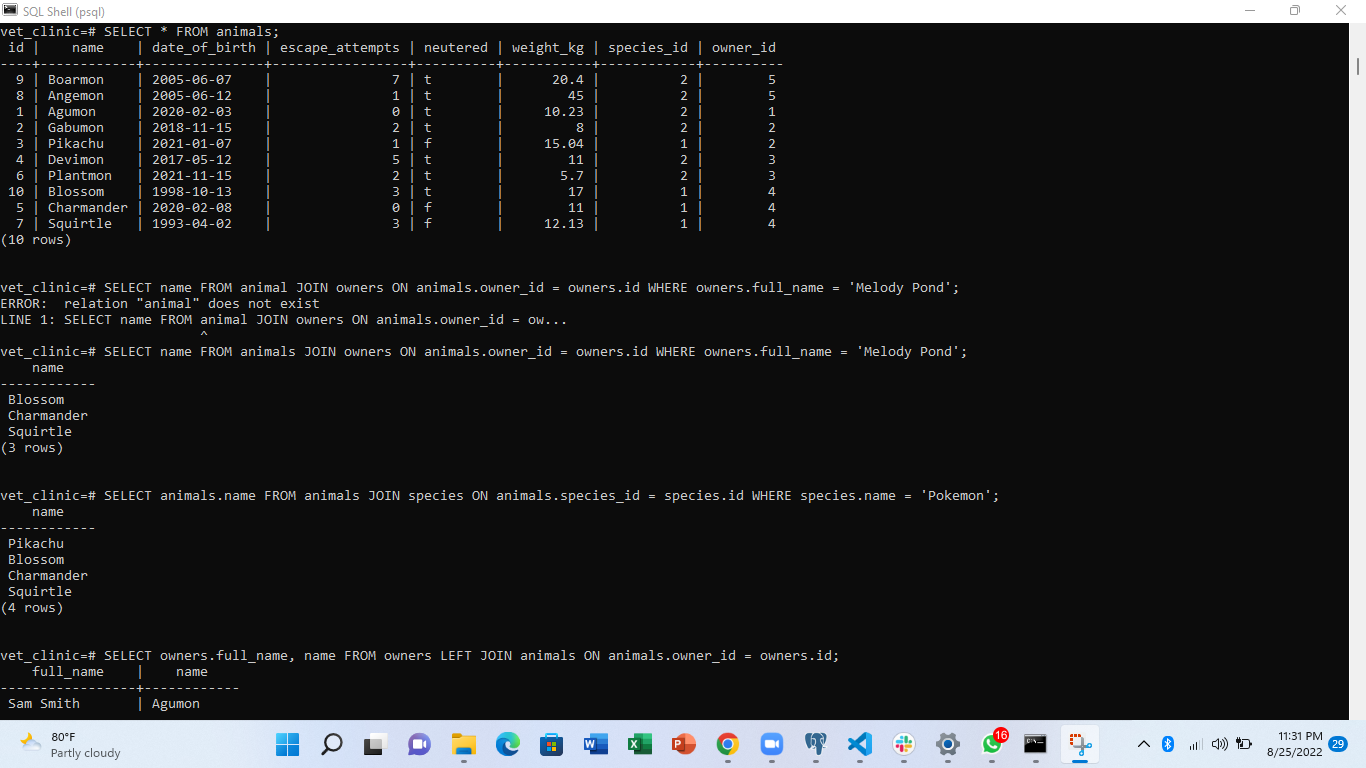 SQL Shell (psql)
vet_clinic=# SELECT * FROM animals;
 id |    name    | date_of_birth | escape_attempts | neutered | weight_kg | species_id | owner_id
----+------------+---------------+-----------------+----------+-----------+------------+----------
  9 | Boarmon    | 2005-06-07    |               7 | t        |      20.4 |          2 |        5
  8 | Angemon    | 2005-06-12    |               1 | t        |        45 |          2 |        5
  1 | Agumon     | 2020-02-03    |               0 | t        |     10.23 |          2 |        1
  2 | Gabumon    | 2018-11-15    |               2 | t        |         8 |          2 |        2
  3 | Pikachu    | 2021-01-07    |               1 | f        |     15.04 |          1 |        2
  4 | Devimon    | 2017-05-12    |               5 | t        |        11 |          2 |        3
  6 | Plantmon   | 2021-11-15    |               2 | t        |       5.7 |          2 |        3
 10 | Blossom    | 1998-10-13    |               3 | t        |        17 |          1 |        4
  5 | Charmander | 2020-02-08    |               0 | f        |        11 |          1 |        4
  7 | Squirtle   | 1993-04-02    |               3 | f        |     12.13 |          1 |        4
(10 rows)
vet_clinic=# SELECT name FROM animal JOIN owners ON animals.owner_id = owners.id WHERE owners.full_name = 'Melody Pond';
ERROR:  relation "animal" does not exist
LINE 1: SELECT name FROM animal JOIN owners ON animals.owner_id = ow...
                         ^
vet_clinic=# SELECT name FROM animals JOIN owners ON animals.owner_id = owners.id WHERE owners.full_name = 'Melody Pond';
    name
------------
 Blossom
 Charmander
 Squirtle
(3 rows)
vet_clinic=# SELECT animals.name FROM animals JOIN species ON animals.species_id = species.id WHERE species.name = 'Pokemon';
    name
------------
 Pikachu
 Blossom
 Charmander
 Squirtle
(4 rows)
vet_clinic=# SELECT owners.full_name, name FROM owners LEFT JOIN animals ON animals.owner_id = owners.id;
    full_name    |    name
-----------------+------------
 Sam Smith       | Agumon
80°F
Partly cloudy
16
11:31 PM
8/25/2022
29